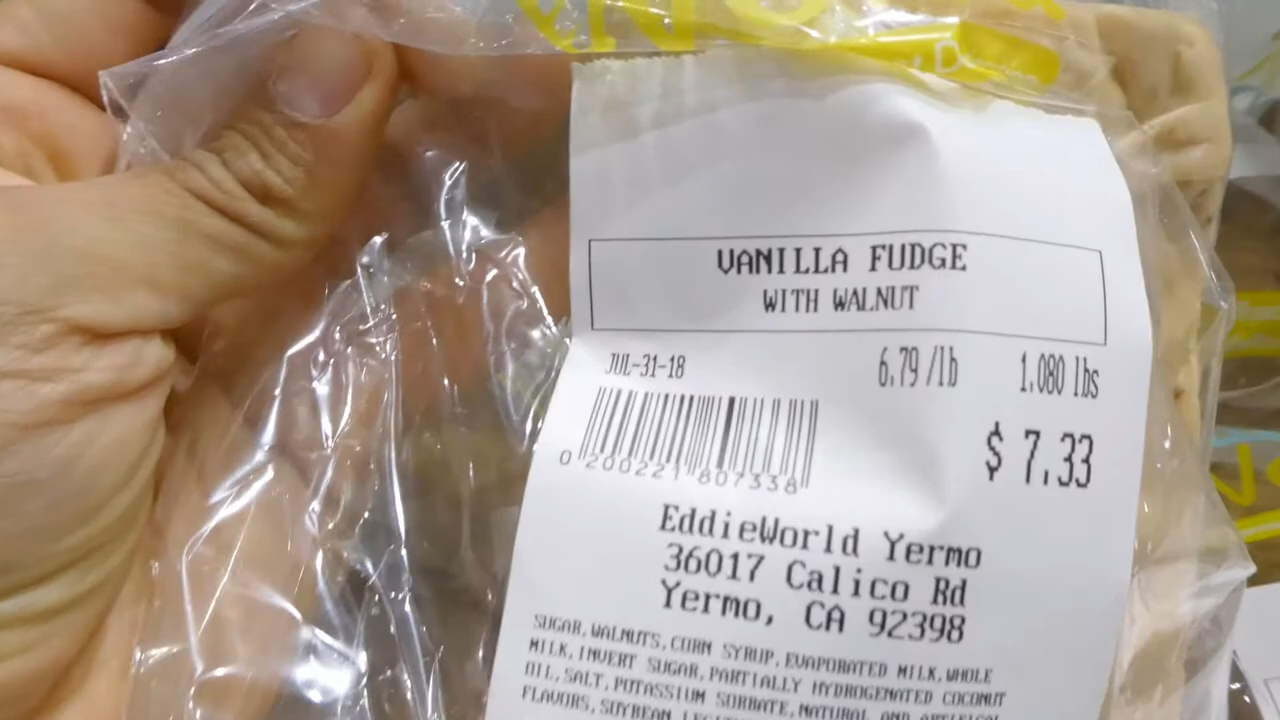 VANILLA FUDGE
WITH WALNUT
JUL-31-18 6.79 /lb 1.080 lbs
$ 7.33
0 200221 807338
EddieWorld Yermo
36017 Calico Rd
Yermo, CA 92398
SUGAR,WALNUTS,CORN SYRUP,EVAPORATED MILK,WHOLE
MILK,INVERT SUGAR,PARTIALLY HYDROGENATED COCONUT
OIL,SALT,POTASSIUM SORBATE,NATURAL AND ARTIFICAL
FLAVORS,SOYBEAN